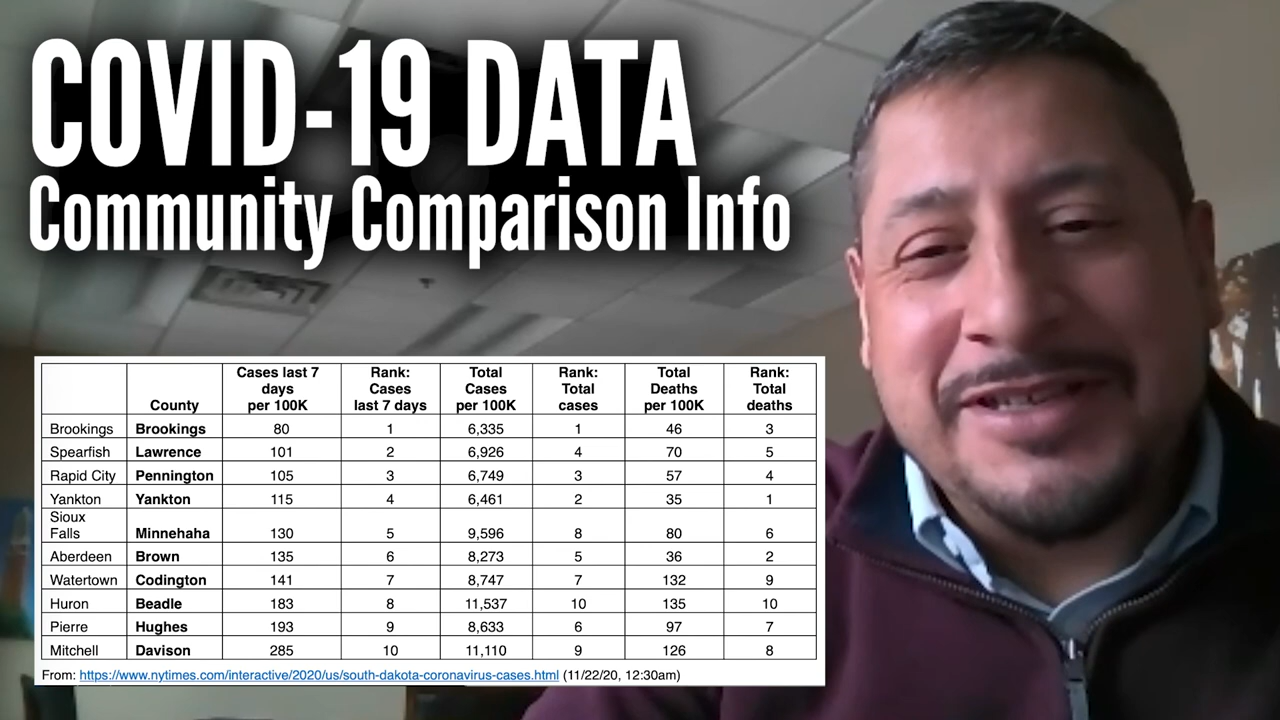 COVID-19 DATA
Community Comparison Info
County | Cases last 7 days per 100K | Rank: Cases last 7 days | Total Cases per 100K | Rank: Total cases | Total Deaths per 100K | Rank: Total deaths
Brookings | Brookings | 80 | 1 | 6,335 | 1 | 46 | 3
Spearfish | Lawrence | 101 | 2 | 6,926 | 4 | 70 | 5
Rapid City | Pennington | 105 | 3 | 6,749 | 3 | 57 | 4
Yankton | Yankton | 115 | 4 | 6,461 | 2 | 35 | 1
Sioux Falls | Minnehaha | 130 | 5 | 9,596 | 8 | 80 | 6
Aberdeen | Brown | 135 | 6 | 8,273 | 5 | 36 | 2
Watertown | Codington | 141 | 7 | 8,747 | 7 | 132 | 9
Huron | Beadle | 183 | 8 | 11,537 | 10 | 135 | 10
Pierre | Hughes | 193 | 9 | 8,633 | 6 | 97 | 7
Mitchell | Davison | 285 | 10 | 11,110 | 9 | 126 | 8
From: https://www.nytimes.com/interactive/2020/us/south-dakota-coronavirus-cases.html (11/22/20, 12:30am)